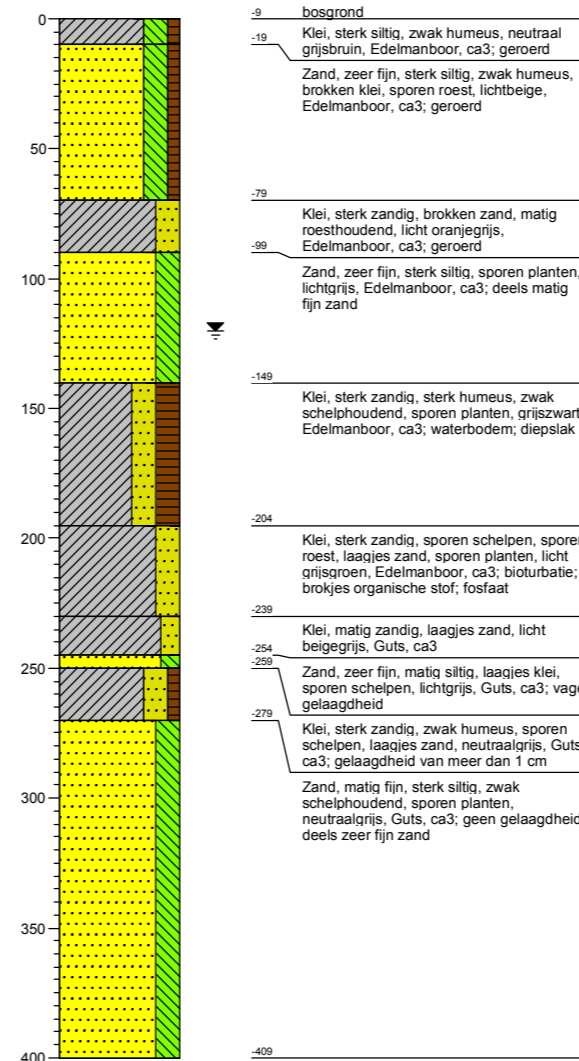 0
50
100
150
200
250
300
350
400
-9 bosgrond
Klei, sterk siltig, zwak humeus, neutraal
grijsbruin, Edelmanboor, ca3; geroerd
-19
Zand, zeer fijn, sterk siltig, zwak humeus,
brokken klei, sporen roest, lichtbeige,
Edelmanboor, ca3; geroerd
-79
Klei, sterk zandig, brokken zand, matig
roesthoudend, licht oranjegrijs,
Edelmanboor, ca3; geroerd
-99
Zand, zeer fijn, sterk siltig, sporen planten,
lichtgrijs, Edelmanboor, ca3; deels matig
fijn zand
-149
Klei, sterk zandig, sterk humeus, zwak
schelphoudend, sporen planten, grijszwart
Edelmanboor, ca3; waterbodem; diepslak
-204
Klei, sterk zandig, sporen schelpen, sporen
roest, laagjes zand, sporen planten, licht
grijsgroen, Edelmanboor, ca3; bioturbatie;
brokjes organische stof; fosfaat
-239
Klei, matig zandig, laagjes zand, licht
beigegrijs, Guts, ca3
-254
-259
Zand, zeer fijn, matig siltig, laagjes klei,
sporen schelpen, lichtgrijs, Guts, ca3; vage
gelaagdheid
-279
Klei, sterk zandig, zwak humeus, sporen
schelpen, laagjes zand, neutraalgrijs, Guts
ca3; gelaagdheid van meer dan 1 cm
Zand, matig fijn, sterk siltig, zwak
schelphoudend, sporen planten,
neutraalgrijs, Guts, ca3; geen gelaagdheid
deels zeer fijn zand
-409